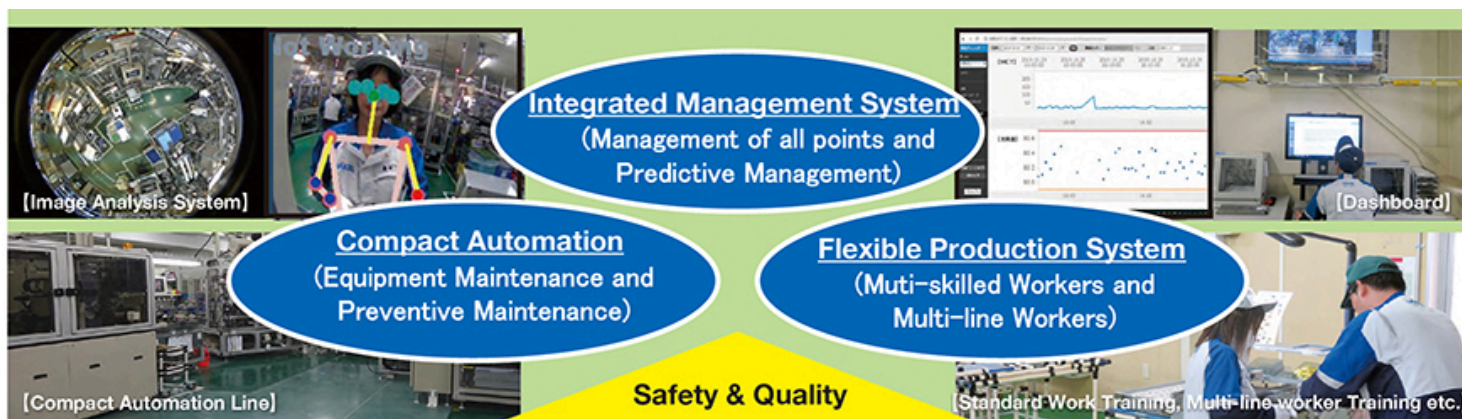 Iot Working
Integrated Management System
(Management of all points and
Predictive Management)
[Image Analysis System]
[Dashboard]
Compact Automation
(Equipment Maintenance and
Preventive Maintenance)
Flexible Production System
(Muti-skilled Workers and
Multi-line Workers)
Safety & Quality
[Compact Automation Line]
[Standard Work Training, Multi-line worker Training etc.